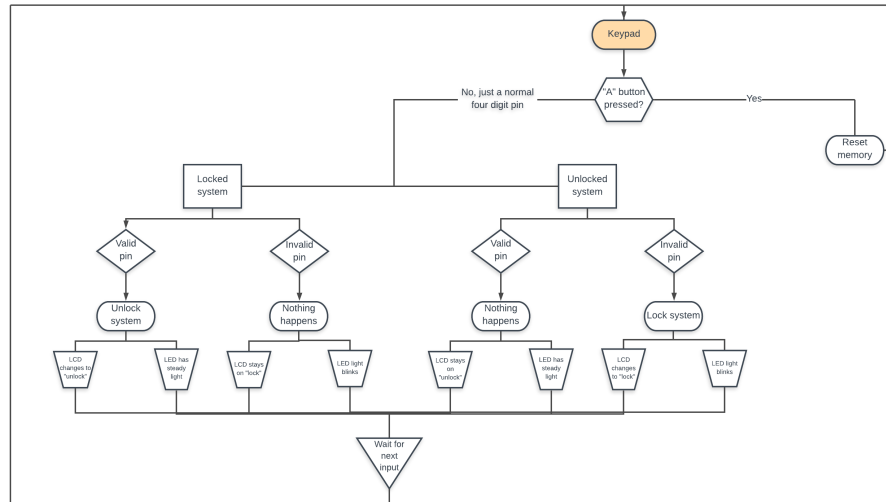 Keypad
"A" button
pressed?
No, just a normal
four digit pin
Yes
Reset
memory
Locked
system
Unlocked
system
Valid
pin
Invalid
pin
Valid
pin
Invalid
pin
Unlock
system
Nothing
happens
Nothing
happens
Lock system
LCD
changes to
"unlock"
LED has
steady
light
LCD stays
on "lock"
LED light
blinks
LCD stays
on
"unlock"
LED has
steady
light
LCD
changes
to "lock"
LED light
blinks
Wait for
next
input